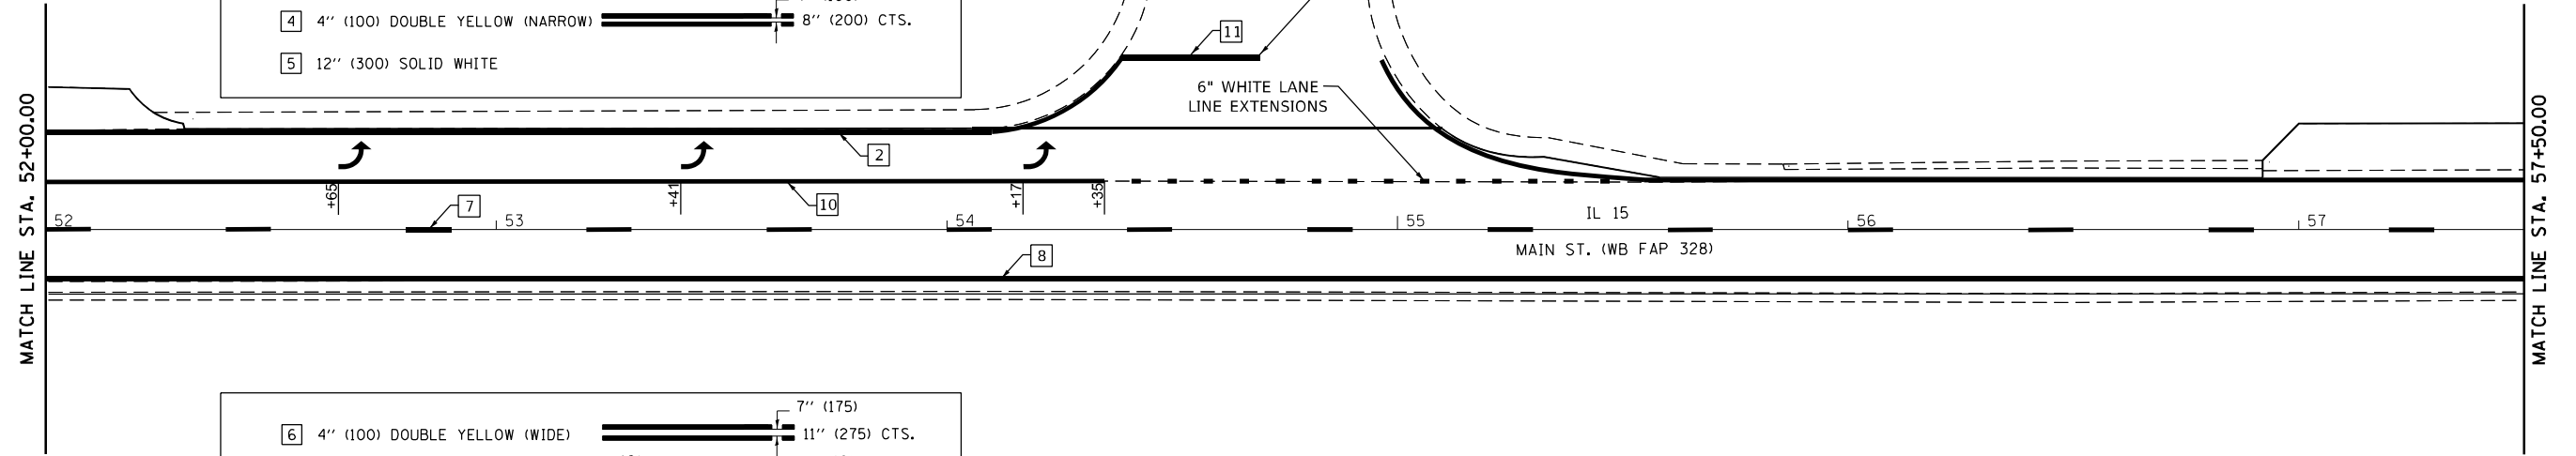 4 4'' (100) DOUBLE YELLOW (NARROW) 8'' (200) CTS.
5 12'' (300) SOLID WHITE
11
6" WHITE LANE
LINE EXTENSIONS
2
+65
+41
+17
+35
10
7
52
53
54
55
56
57
IL 15
MAIN ST. (WB FAP 328)
8
MATCH LINE STA. 52+00.00
MATCH LINE STA. 57+50.00
7'' (175)
6 4'' (100) DOUBLE YELLOW (WIDE) 11'' (275) CTS.